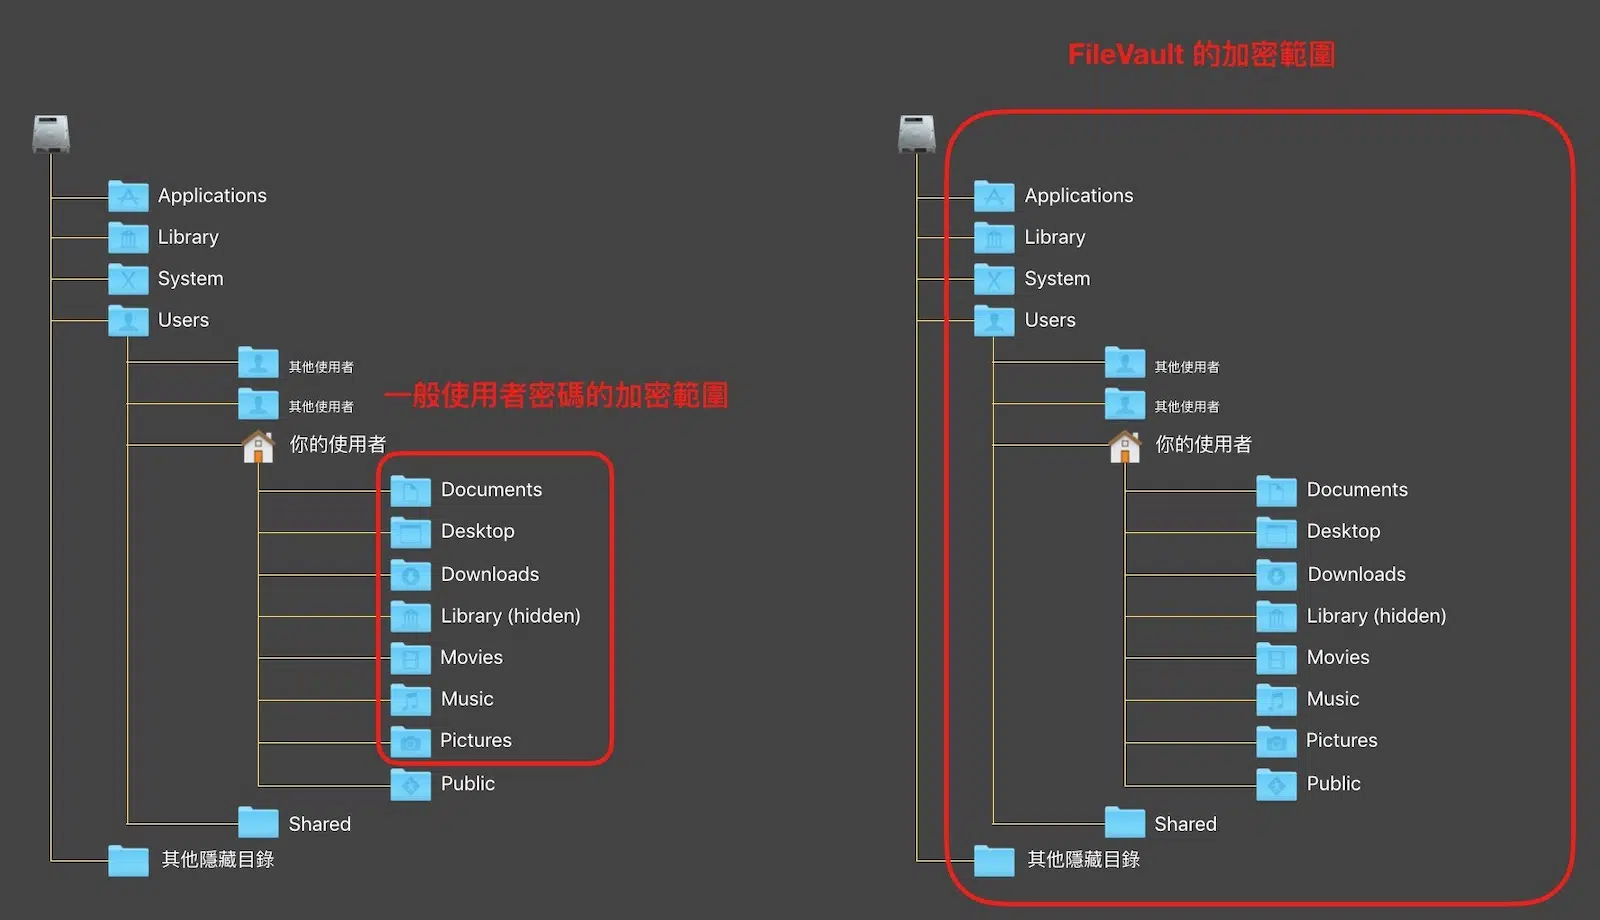 Applications
Library
System
Users
其他使用者
其他使用者
一般使用者密碼的加密範圍
你的使用者
Documents
Desktop
Downloads
Library (hidden)
Movies
Music
Pictures
Public
Shared
其他隱藏目錄
FileVault 的加密範圍
Applications
Library
System
Users
其他使用者
其他使用者
你的使用者
Documents
Desktop
Downloads
Library (hidden)
Movies
Music
Pictures
Public
Shared
其他隱藏目錄